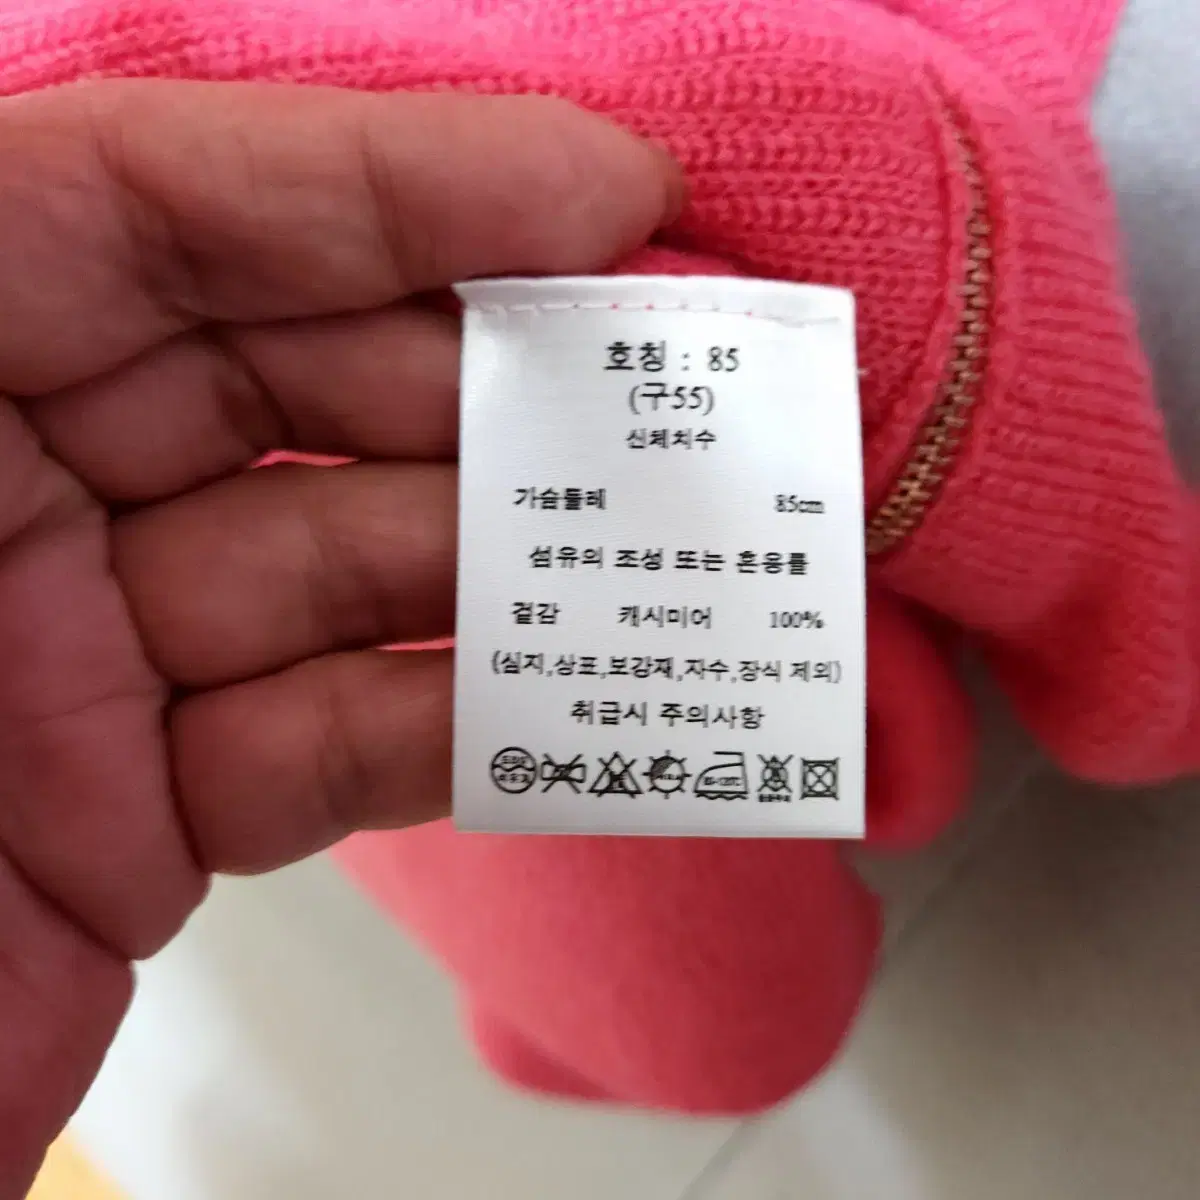 호칭 : 85
(구55)
신체치수
가슴둘레 85cm
섬유의 조성 또는 혼용률
겉감 캐시미어 100%
(심지,상표,보강재,자수,장식 제외)
취급시 주의사항